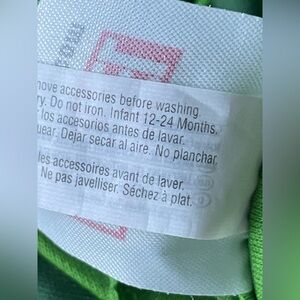 move accessories before washing
ry. Do not iron. Infant 12-24 Months.
los accesorios antes de lavar.
uear. Dejar secar al aire. No planchar.
les accessoires avant de laver.
Ne pas javelliser. Séchez à plat.